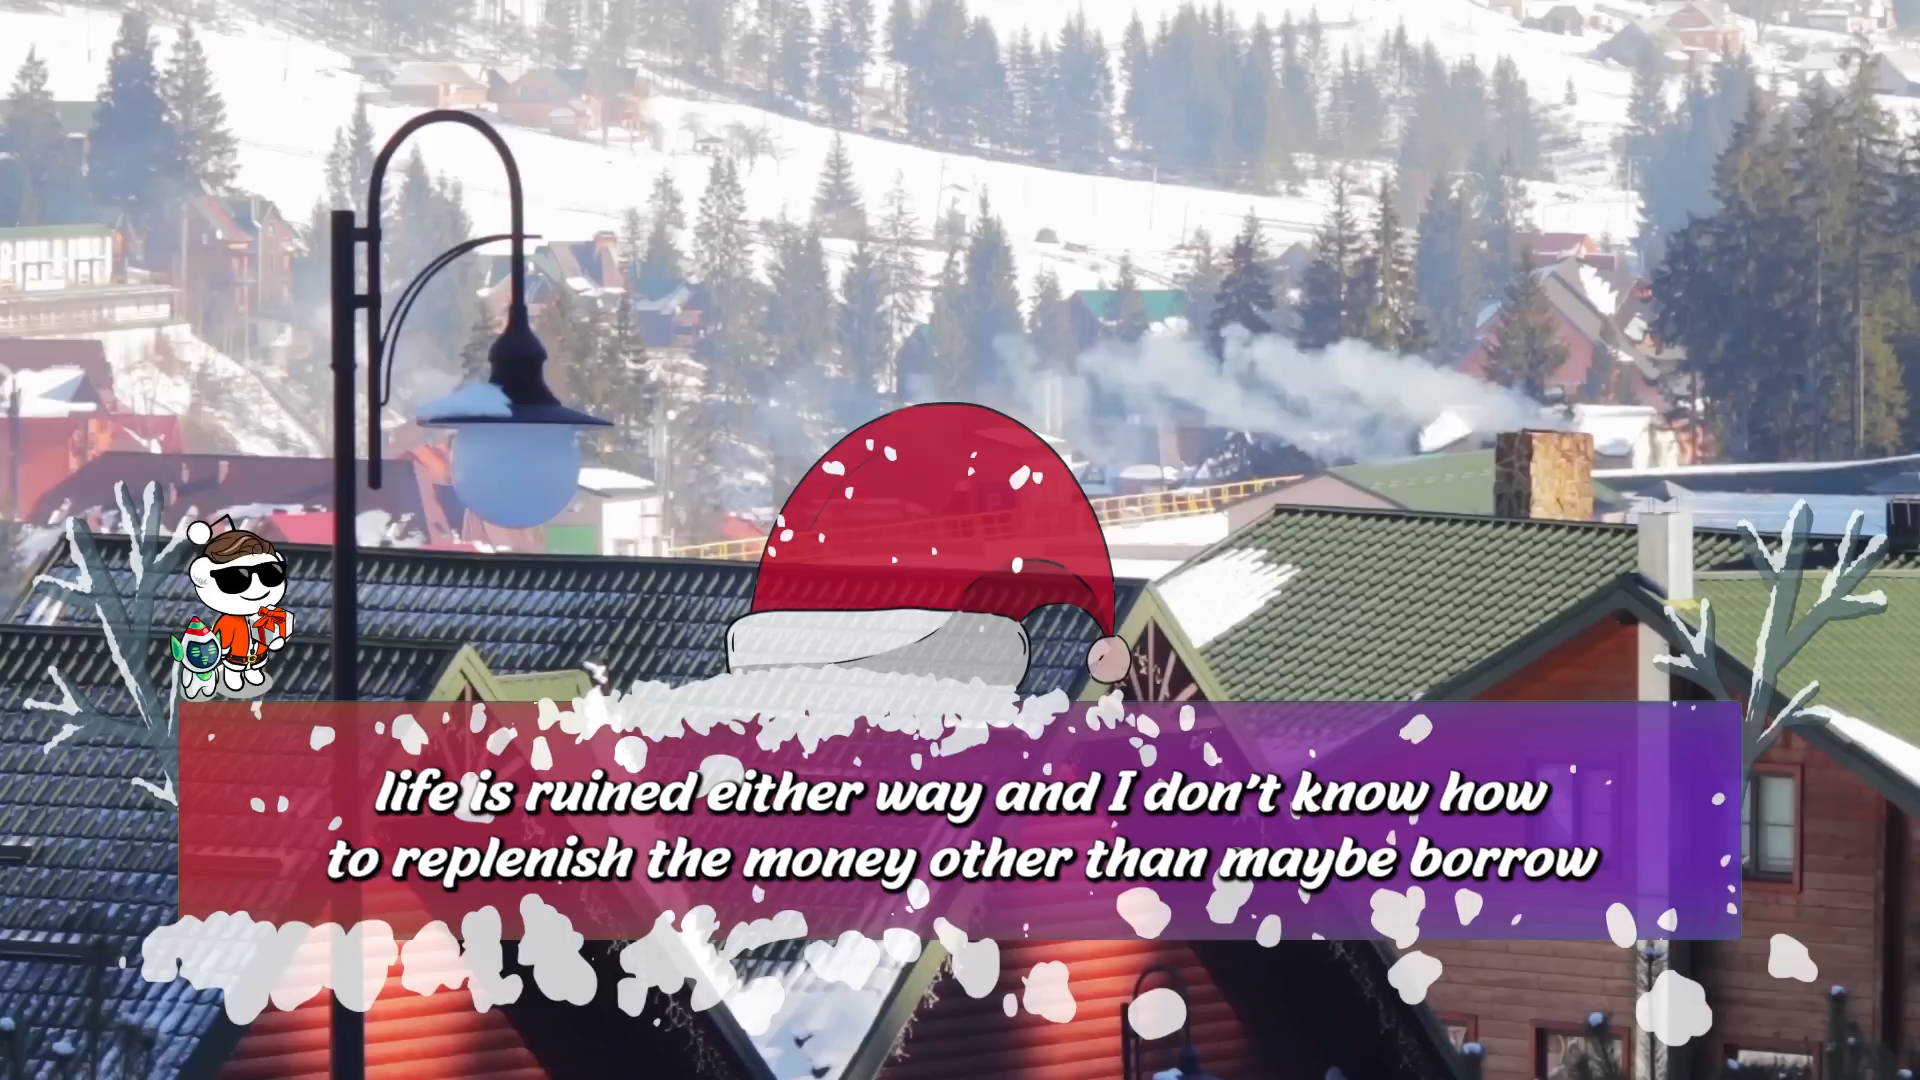 life is ruined either way and I don't know how
to replenish the money other than maybe borrow